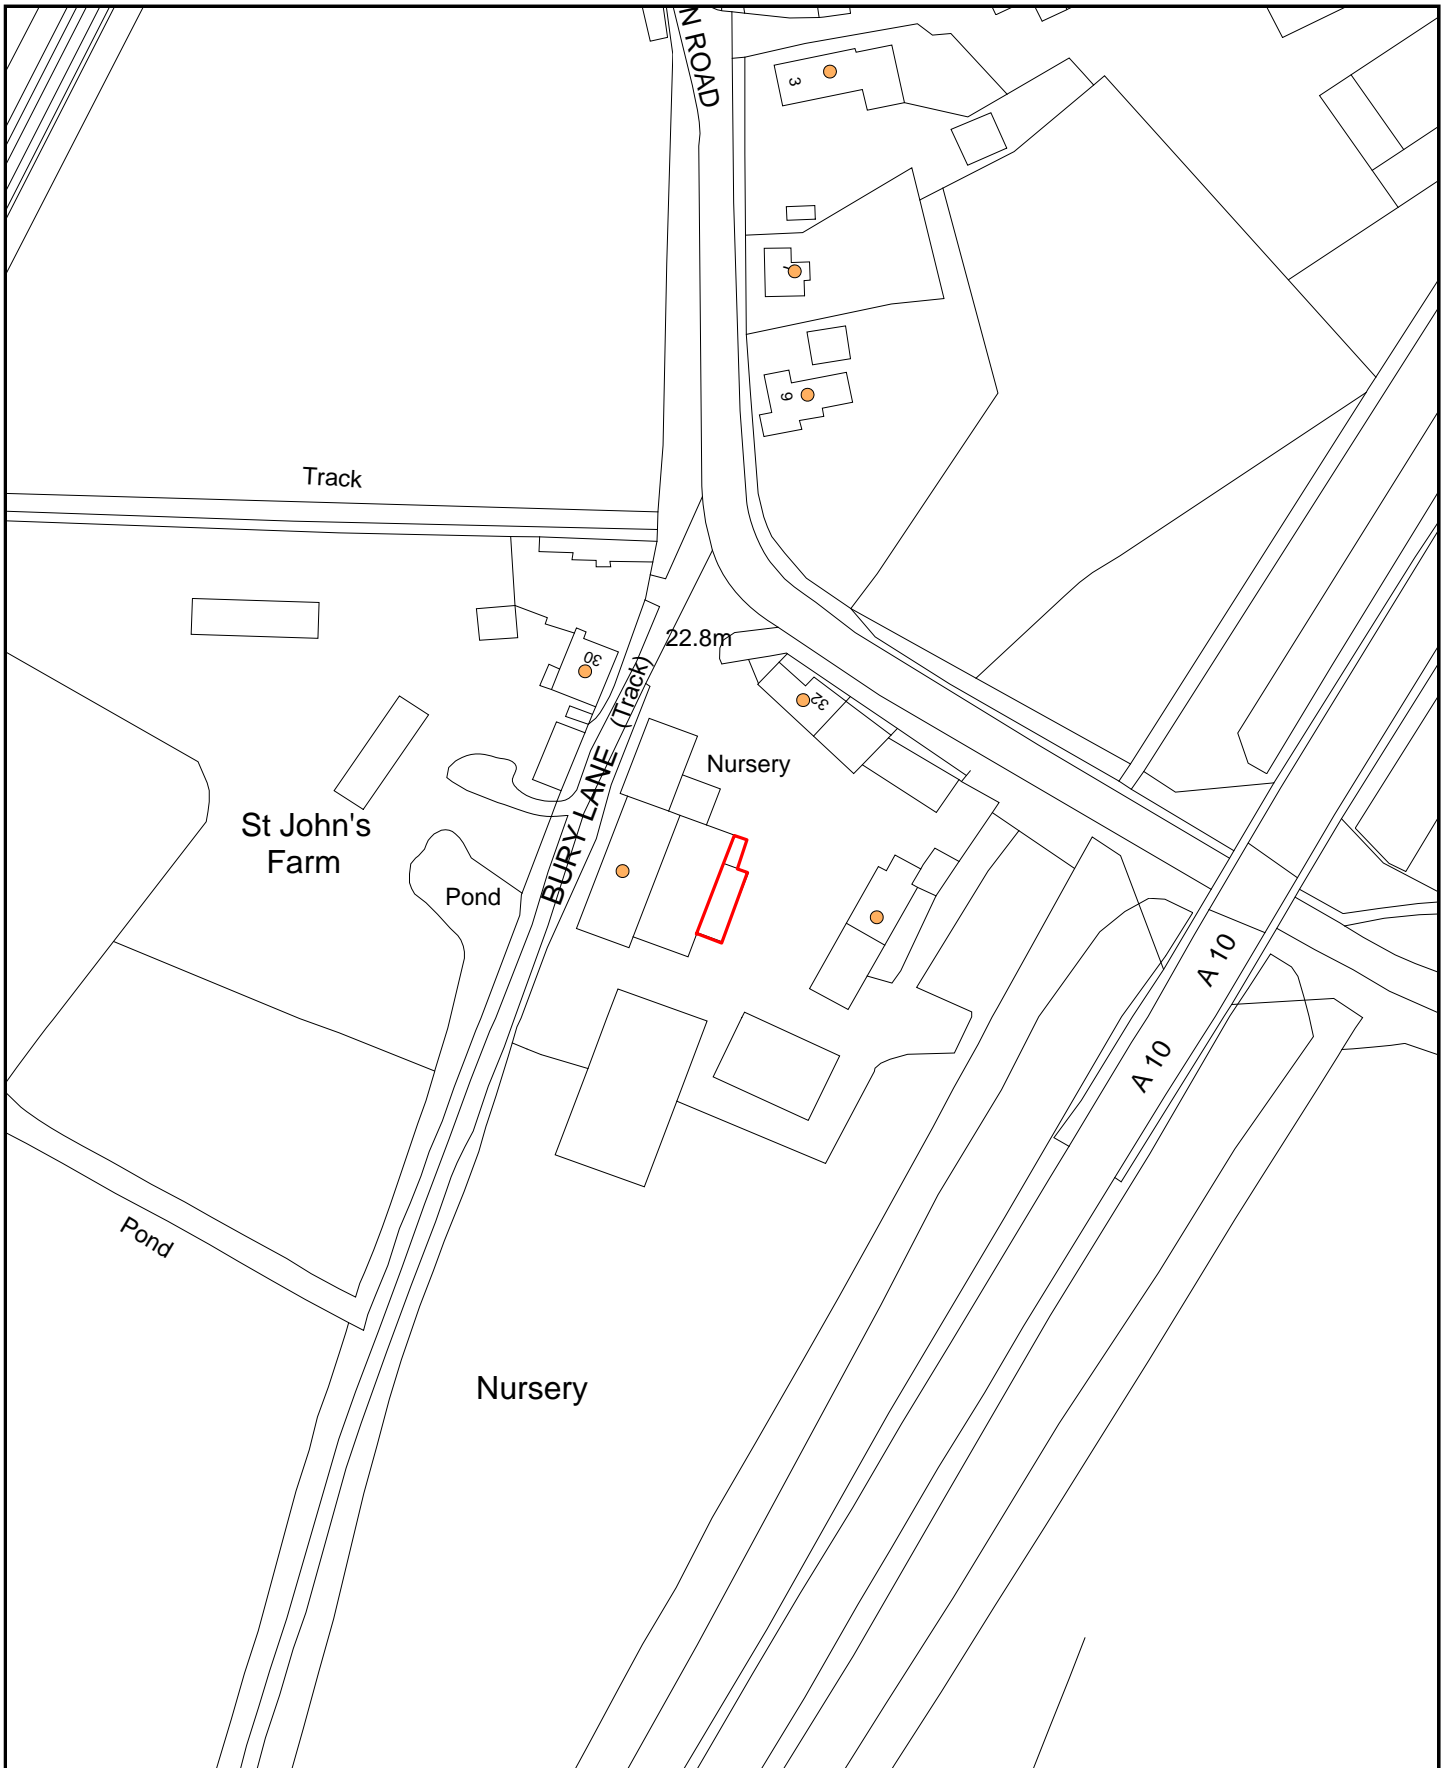 N ROAD
3
7
9
Track
22.8m
30
(Track)
32
Nursery
BURY LANE
St John's
Farm
Pond
A 10
A 10
Pond
Nursery